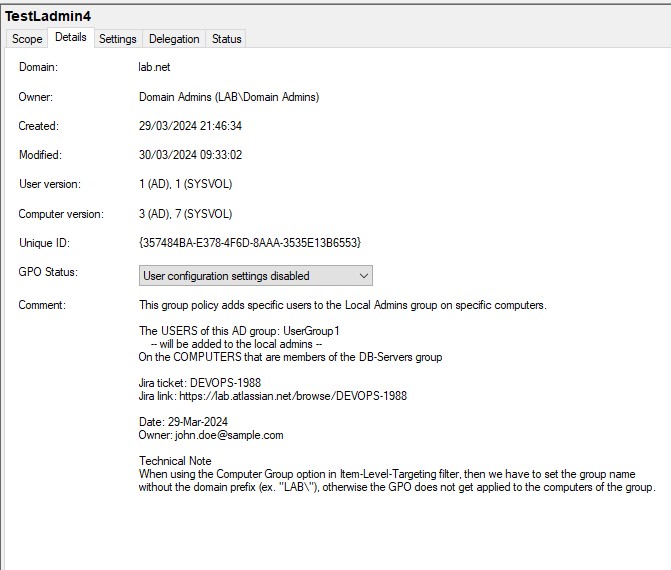 TestLadmin4
Scope Details Settings Delegation Status
Domain: lab.net
Owner: Domain Admins (LAB\Domain Admins)
Created: 29/03/2024 21:46:34
Modified: 30/03/2024 09:33:02
User version: 1 (AD), 1 (SYSVOL)
Computer version: 3 (AD), 7 (SYSVOL)
Unique ID: {357484BA-E378-4F6D-8AAA-3535E13B6553}
GPO Status: User configuration settings disabled
Comment: This group policy adds specific users to the Local Admins group on specific computers.
The USERS of this AD group: UserGroup1
-- will be added to the local admins --
On the COMPUTERS that are members of the DB-Servers group
Jira ticket: DEVOPS-1988
Jira link: https://lab.atlassian.net/browse/DEVOPS-1988
Date: 29-Mar-2024
Owner: john.doe@sample.com
Technical Note
When using the Computer Group option in Item-Level-Targeting filter, then we have to set the group name
without the domain prefix (ex. "LAB\"), otherwise the GPO does not get applied to the computers of the group.